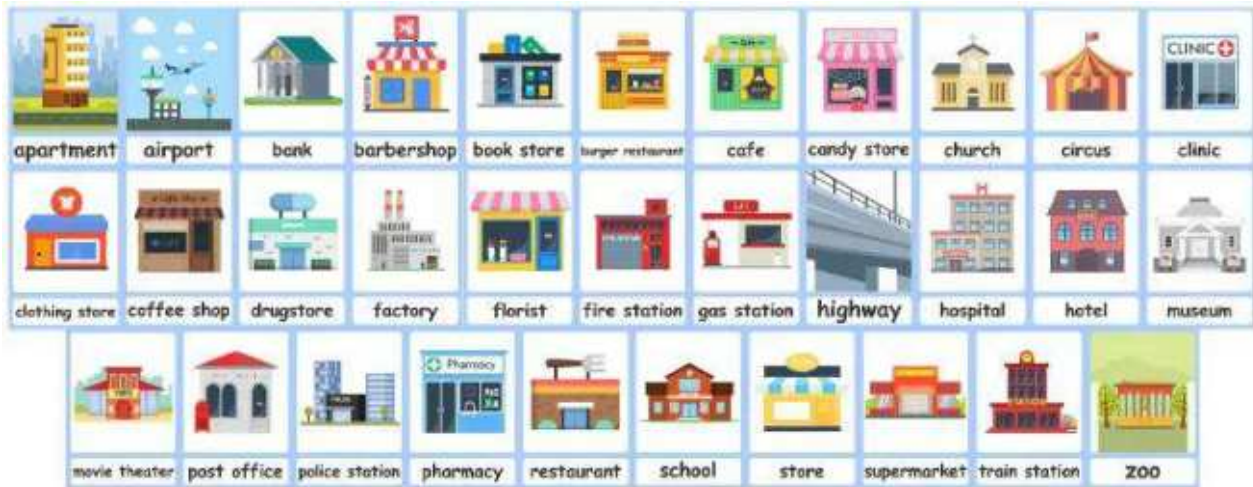 CLINIC
apartment airport bank barbershop book store burger restaurant cafe candy store church circus clinic
clothing store coffee shop drugstore factory florist fire station gas station highway hospital hotel museum
Pharmacy
movie theater post office police station pharmacy restaurant school store supermarket train station zoo